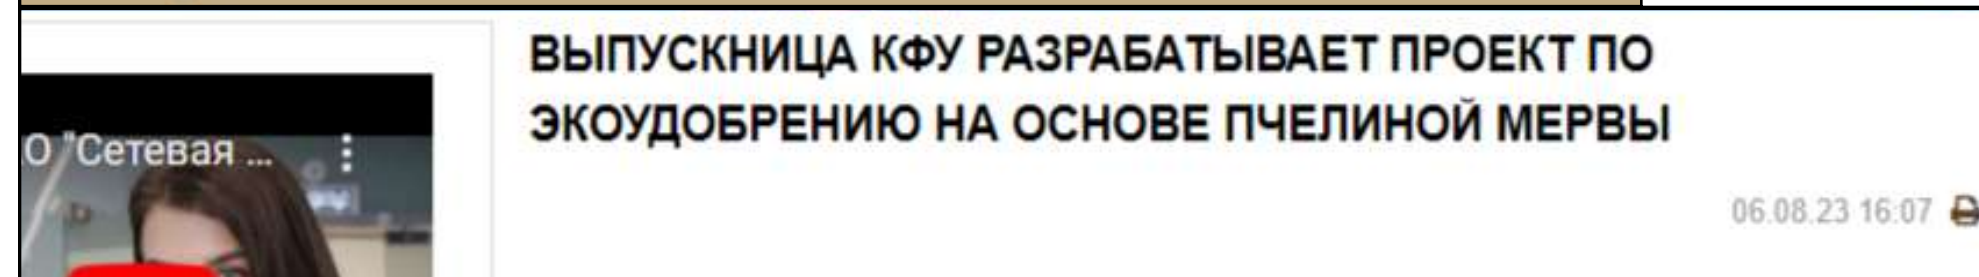 ВЫПУСКНИЦА КФУ РАЗРАБАТЫВАЕТ ПРОЕКТ ПО
ЭКОУДОБРЕНИЮ НА ОСНОВЕ ПЧЕЛИНОЙ МЕРВЫ
О "Сетевая ...
06.08.23 16:07